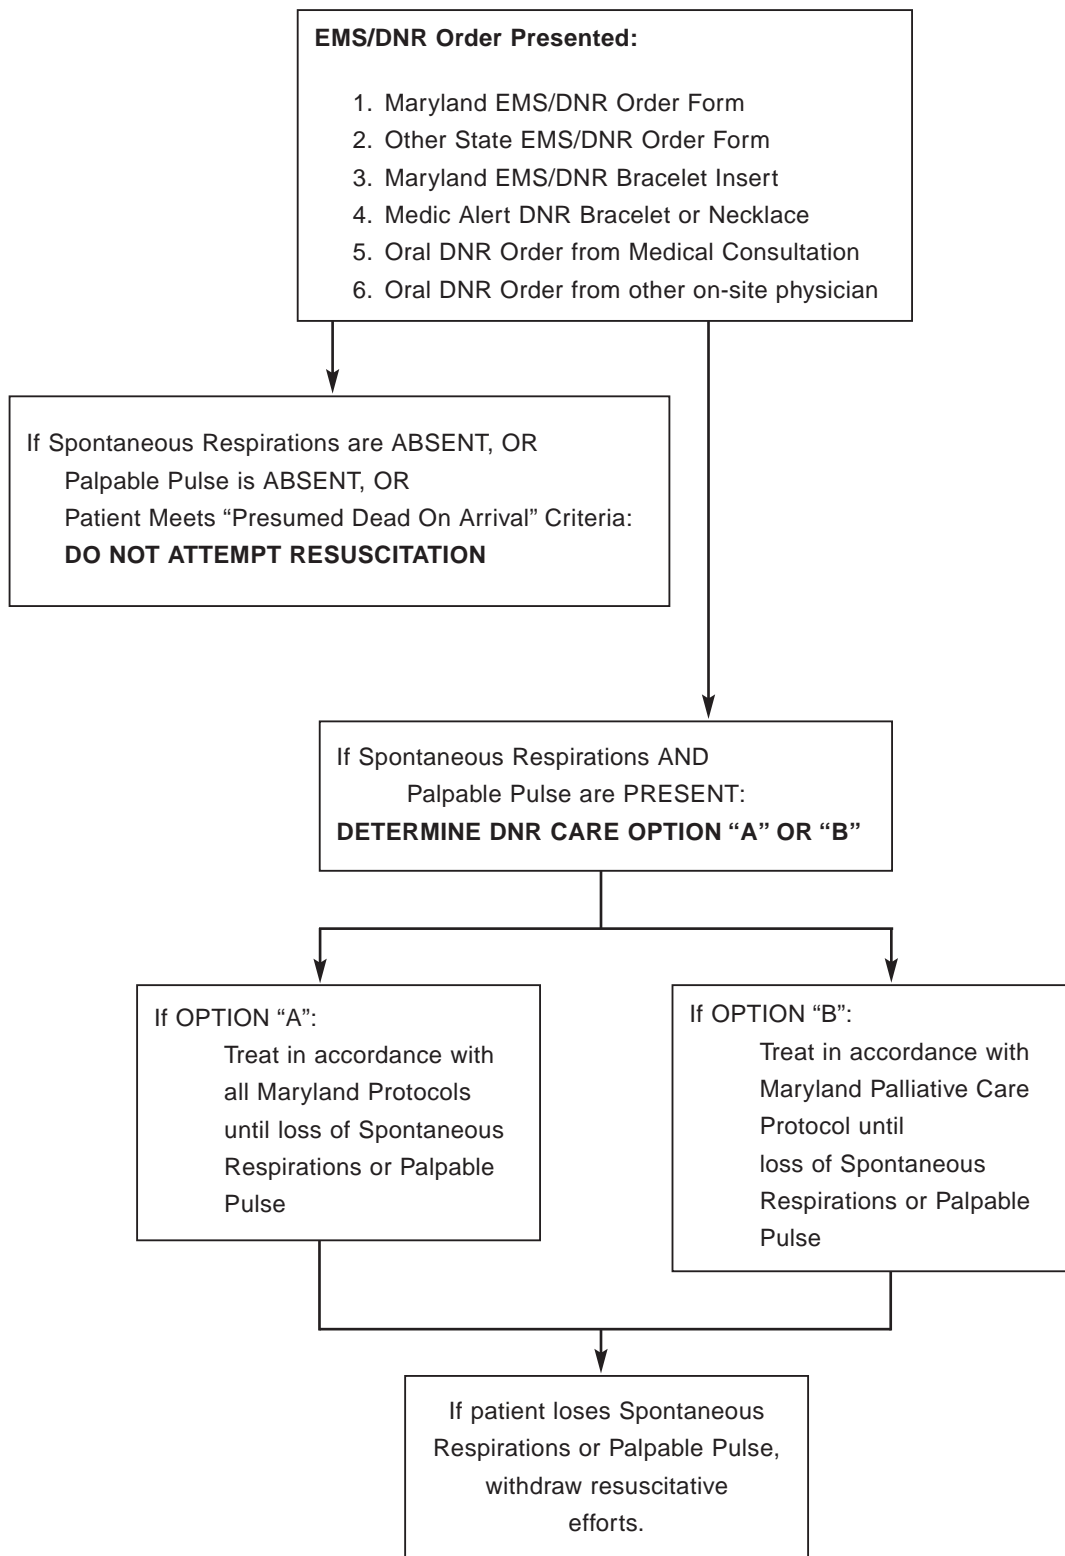 EMS/DNR Order Presented:
1. Maryland EMS/DNR Order Form
2. Other State EMS/DNR Order Form
3. Maryland EMS/DNR Bracelet Insert
4. Medic Alert DNR Bracelet or Necklace
5. Oral DNR Order from Medical Consultation
6. Oral DNR Order from other on-site physician
If Spontaneous Respirations are ABSENT, OR
Palpable Pulse is ABSENT, OR
Patient Meets “Presumed Dead On Arrival” Criteria:
DO NOT ATTEMPT RESUSCITATION
If Spontaneous Respirations AND
Palpable Pulse are PRESENT:
DETERMINE DNR CARE OPTION “A” OR “B”
If OPTION “A”:
Treat in accordance with
all Maryland Protocols
until loss of Spontaneous
Respirations or Palpable
Pulse
If OPTION “B”:
Treat in accordance with
Maryland Palliative Care
Protocol until
loss of Spontaneous
Respirations or Palpable
Pulse
If patient loses Spontaneous
Respirations or Palpable Pulse,
withdraw resuscitative
efforts.